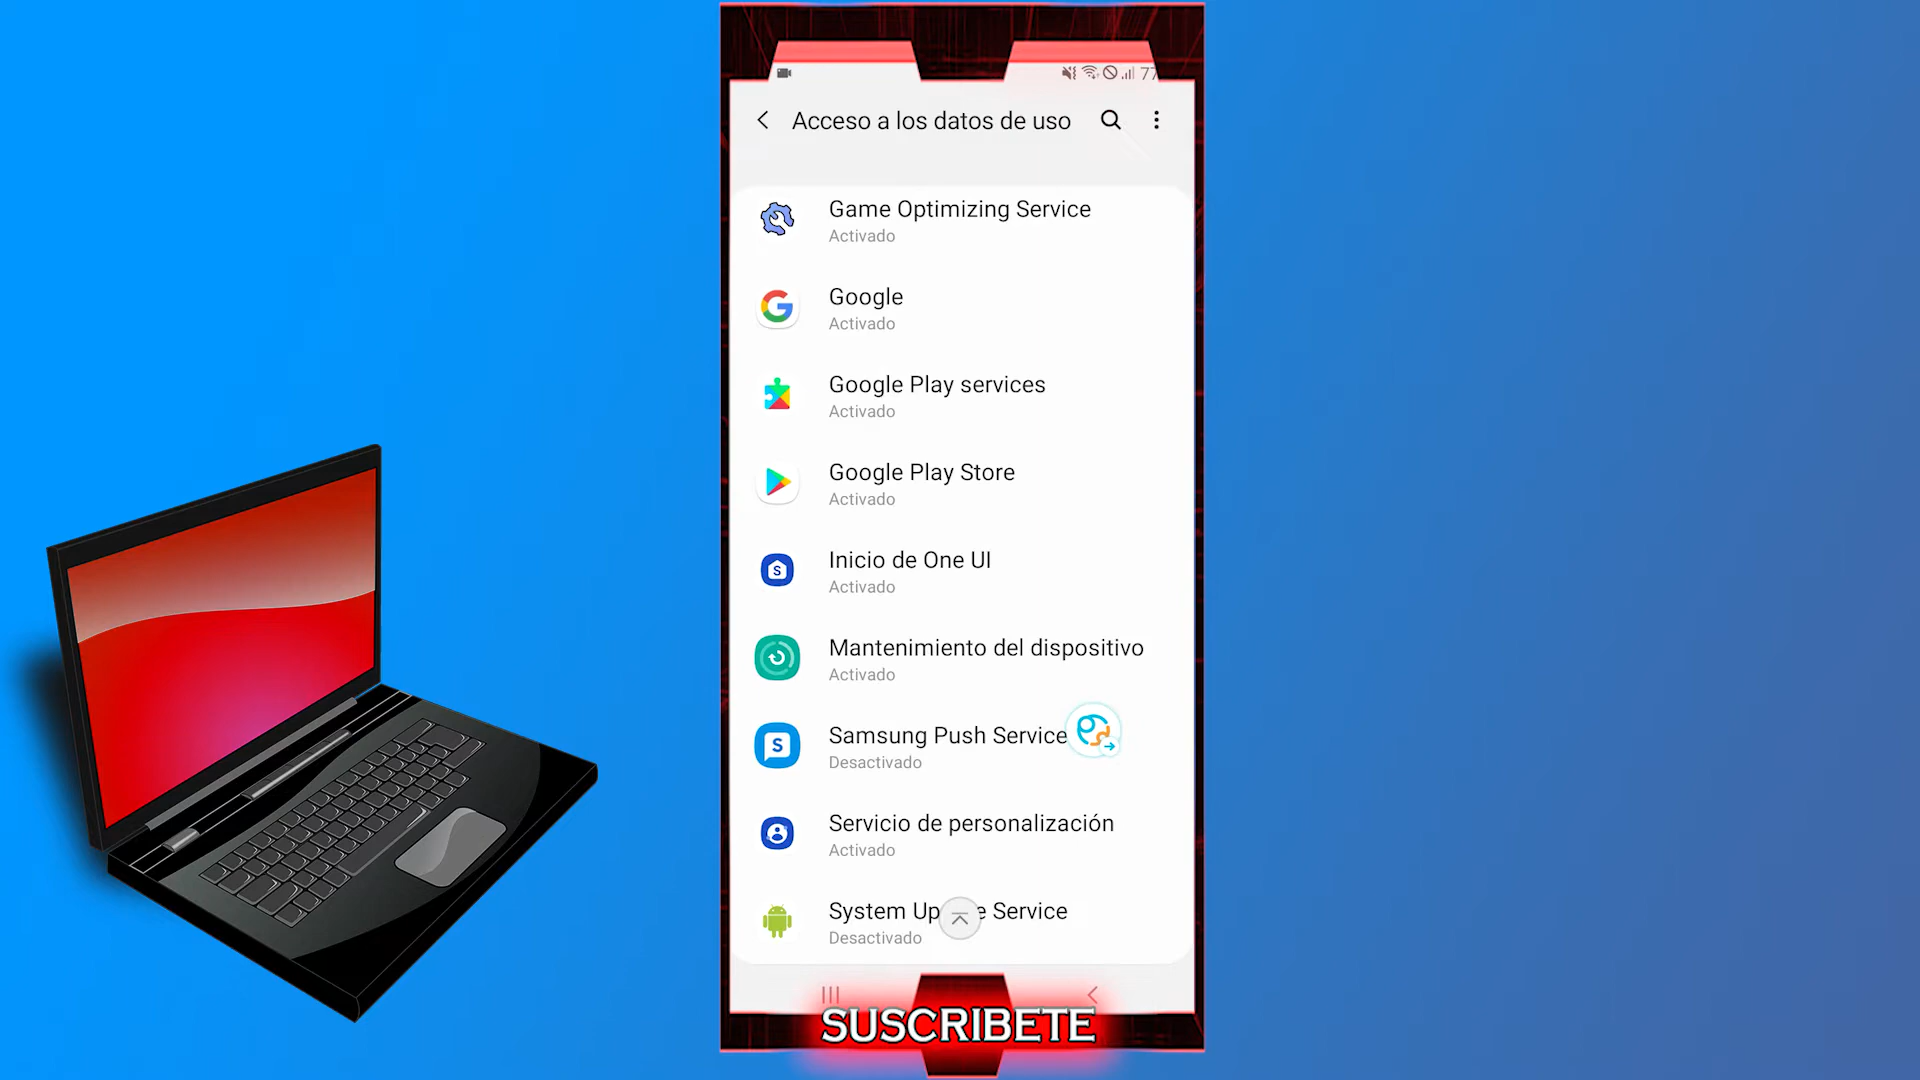 77
Acceso a los datos de uso
Game Optimizing Service
Activado
Google
Activado
Google Play services
Activado
Google Play Store
Activado
Inicio de One UI
Activado
Mantenimiento del dispositivo
Activado
Samsung Push Service
Desactivado
Servicio de personalización
Activado
System Up e Service
Desactivado
SUSCRIBETE